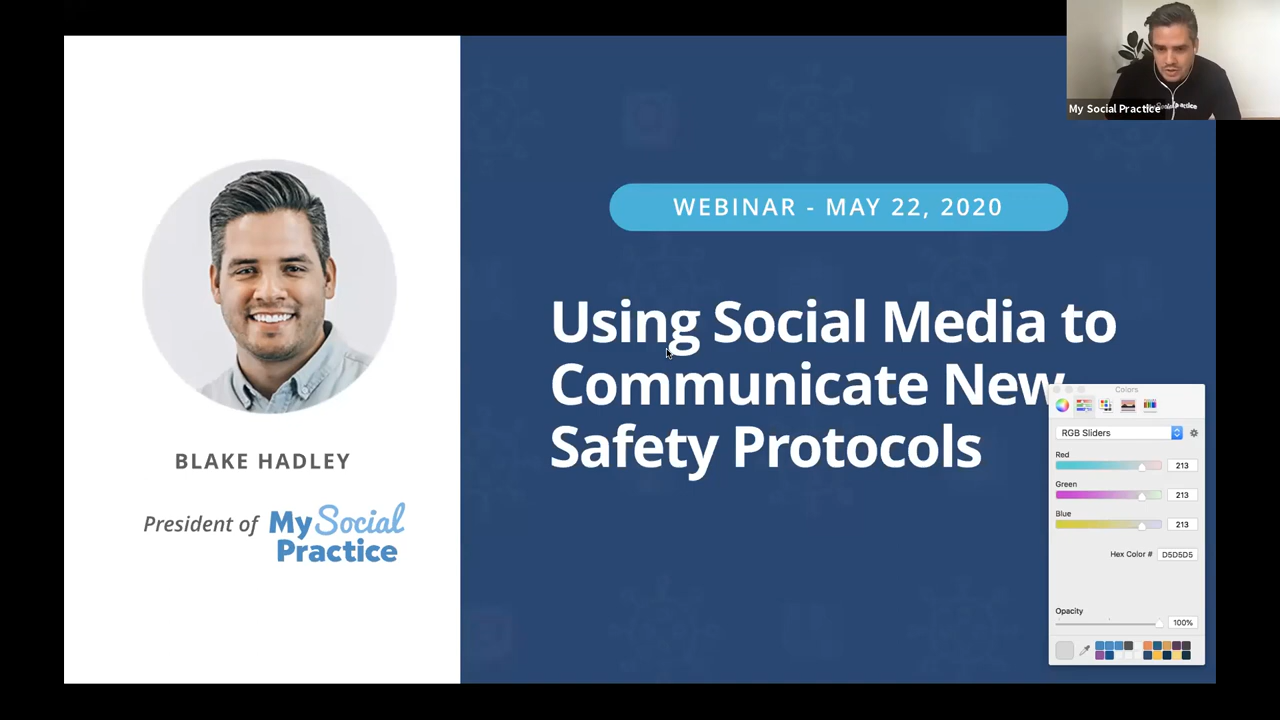 My Social Practice
WEBINAR - MAY 22, 2020
Using Social Media to
Communicate New
Safety Protocols
BLAKE HADLEY
President of My Social
Practice
Colors
RGB Sliders
Red
213
Green
213
Blue
213
Hex Color # D5D5D5
Opacity
100%